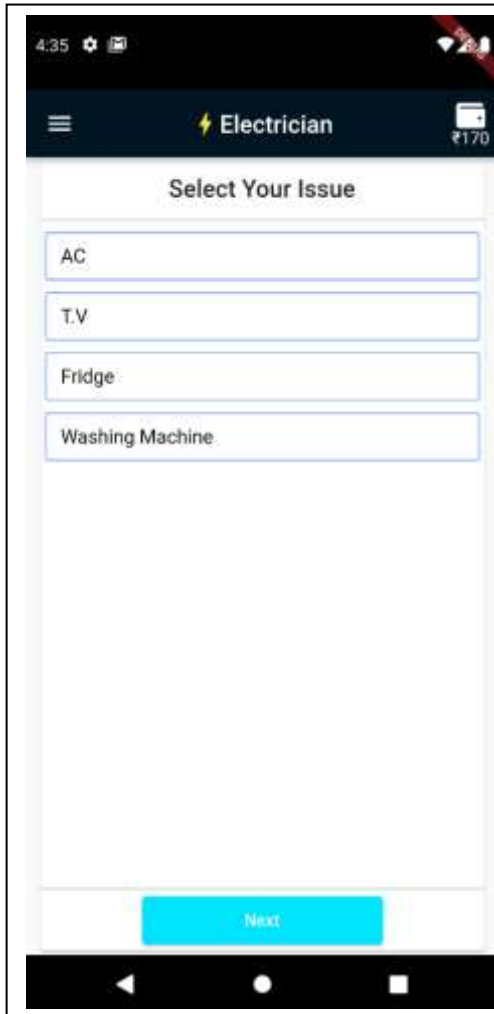 4:35
Electrician
₹170
Select Your Issue
AC
T.V
Fridge
Washing Machine
Next